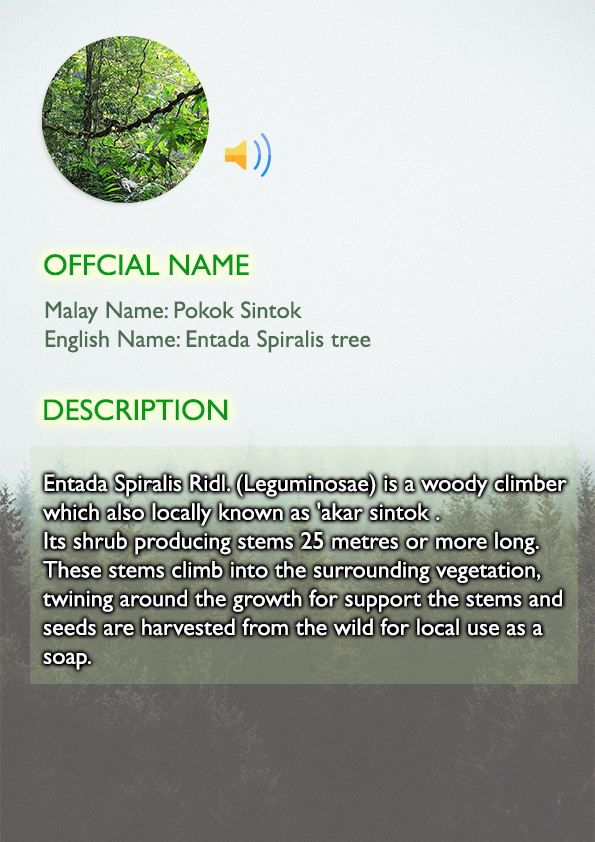 OFFCIAL NAME
Malay Name: Pokok Sintok
English Name: Entada Spiralis tree
DESCRIPTION
Entada Spiralis Ridl. (Leguminosae) is a woody climber
which also locally known as 'akar sintok .
Its shrub producing stems 25 metres or more long.
These stems climb into the surrounding vegetation,
twining around the growth for support the stems and
seeds are harvested from the wild for local use as a
soap.